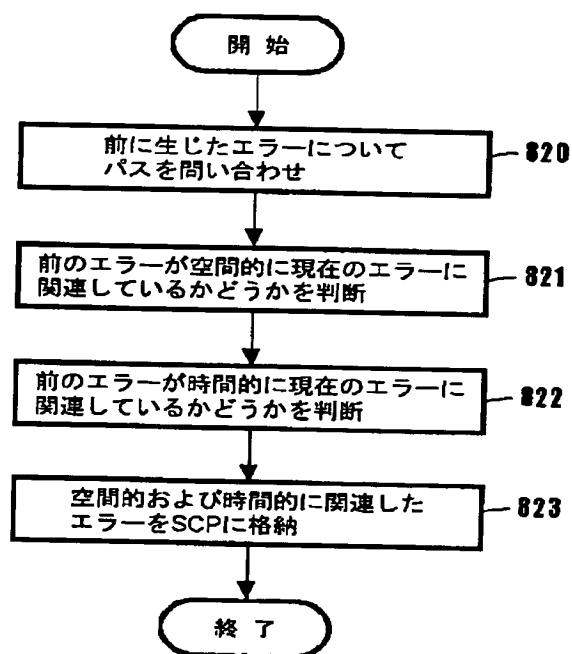 開 始
前に生じたエラーについて
パスを問い合わせ
820
前のエラーが空間的に現在のエラーに
関連しているかどうかを判断
821
前のエラーが時間的に現在のエラーに
関連しているかどうかを判断
822
空間的および時間的に関連した
エラーをSCPに格納
823
終 了